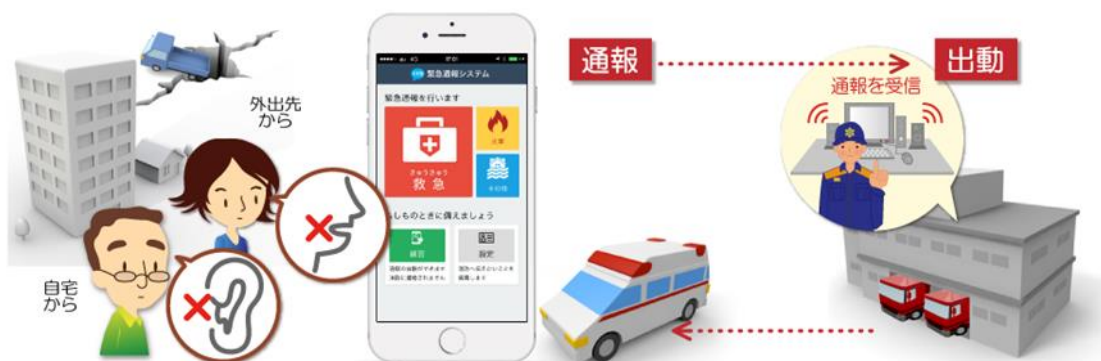 外出先
から
自宅
から
緊急通報システム
緊急通報を行います
きゅうきゅう
救急
火事
もしものときに備えましょう
練習
設定
通報
出動
通報を受信